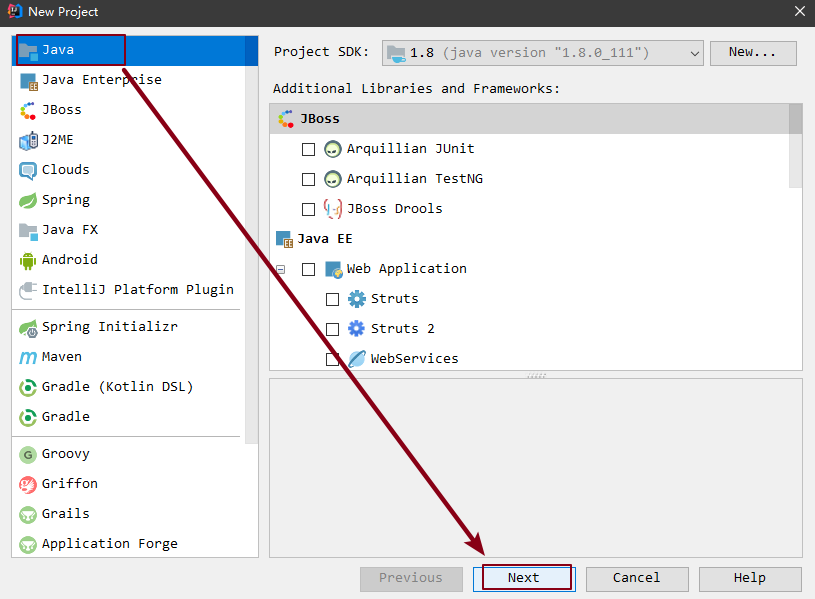 New Project
Java
Java Enterprise
JBoss
J2ME
Clouds
Spring
Java FX
Android
IntelliJ Platform Plugin
Spring Initializr
Maven
Gradle (Kotlin DSL)
Gradle
Groovy
Griffon
Grails
Application Forge
Project SDK: 1.8 (java version "1.8.0_111") New...
Additional Libraries and Frameworks:
JBoss
Arquillian JUnit
Arquillian TestNG
JBoss Drools
Java EE
Web Application
Struts
Struts 2
WebServices
Previous Next Cancel Help